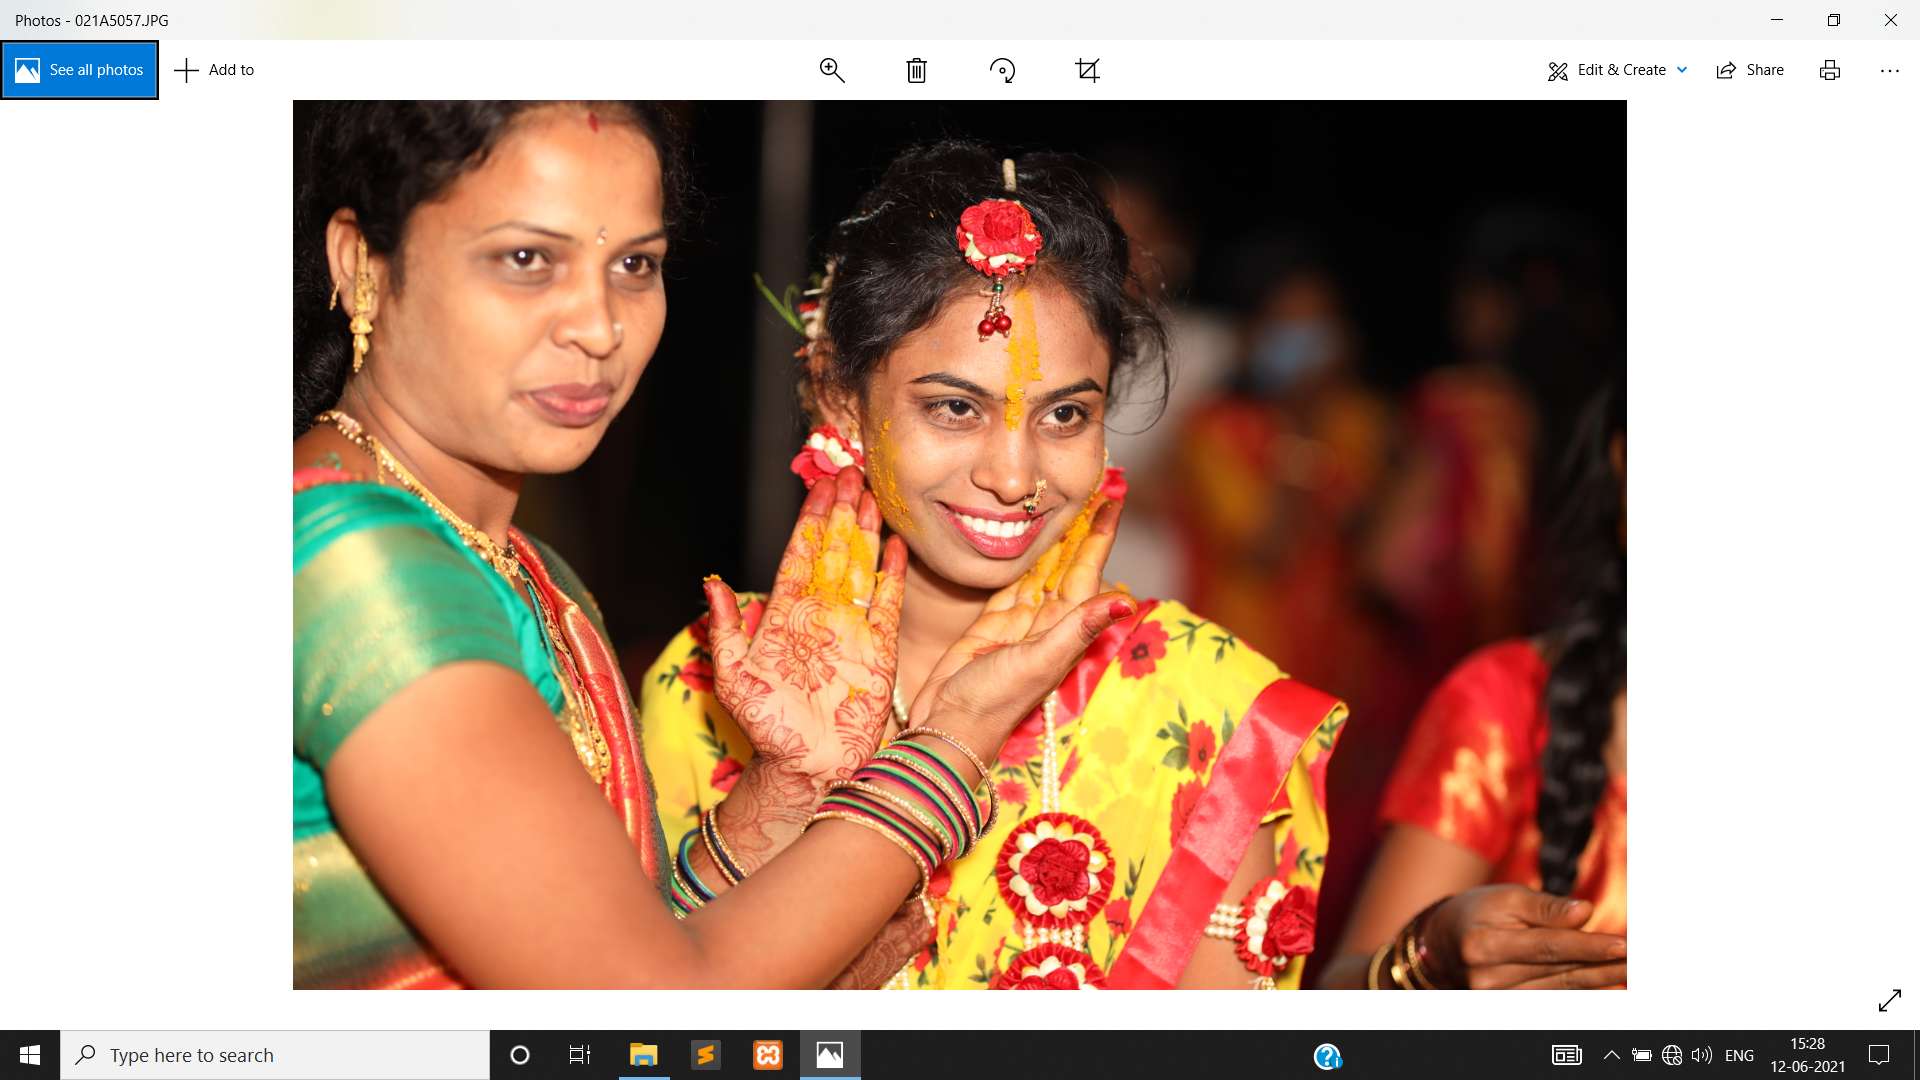 Photos - 021A5057.JPG
See all photos
Add to
Edit & Create
Share
Type here to search
ENG
15:28
12-06-2021